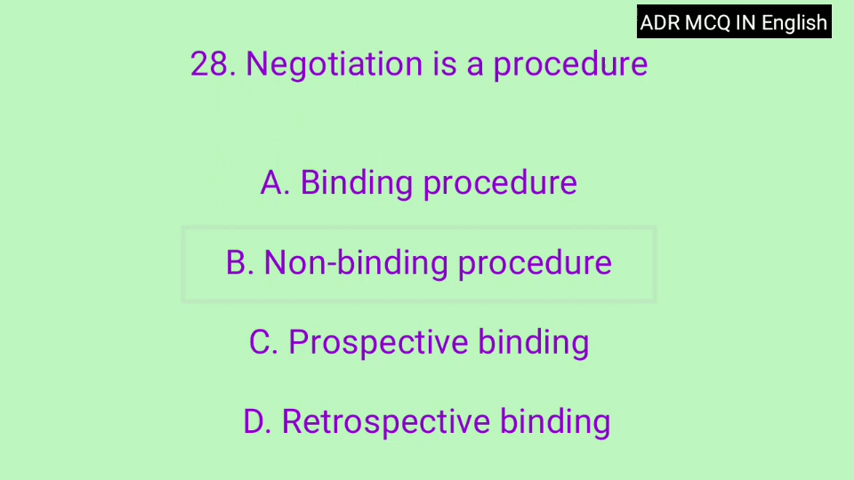 ADR MCQ IN English
28. Negotiation is a procedure
A. Binding procedure
B. Non-binding procedure
C. Prospective binding
D. Retrospective binding